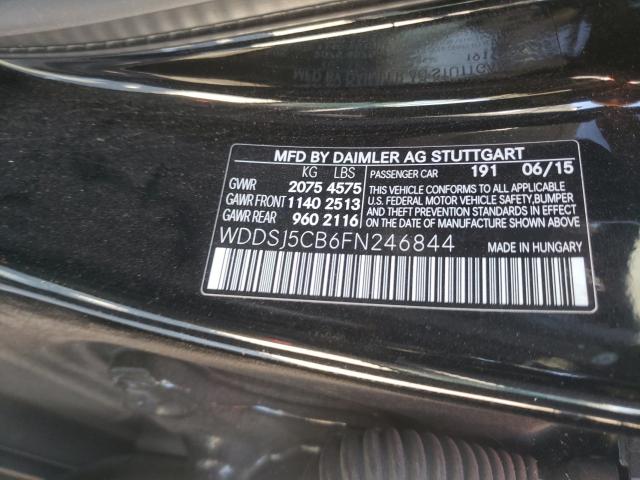 MFD BY DAIMLER AG STUTTGART
KG LBS PASSENGER CAR 191 06/15
GVWR 2075 4575 THIS VEHICLE CONFORMS TO ALL APPLICABLE
GAWR FRONT 1140 2513 U.S. FEDERAL MOTOR VEHICLE SAFETY, BUMPER
GAWR REAR 960 2116 AND THEFT PREVENTION STANDARDS IN EFFECT
ON THE DATE OF MANUFACTURE SHOWN ABOVE
WDDSJ5CB6FN246844 MADE IN HUNGARY